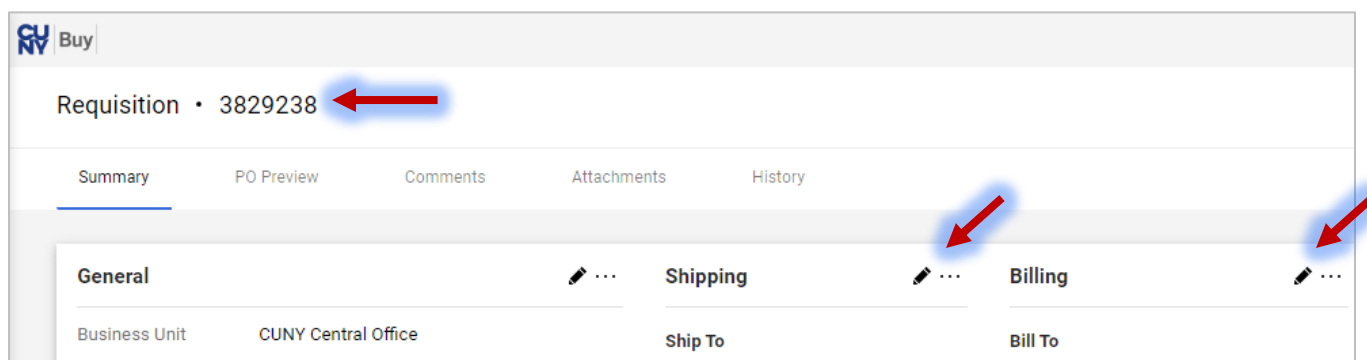 CU
NY Buy
Requisition • 3829238
Summary PO Preview Comments Attachments History
General ... Shipping ... Billing ...
Business Unit CUNY Central Office Ship To Bill To